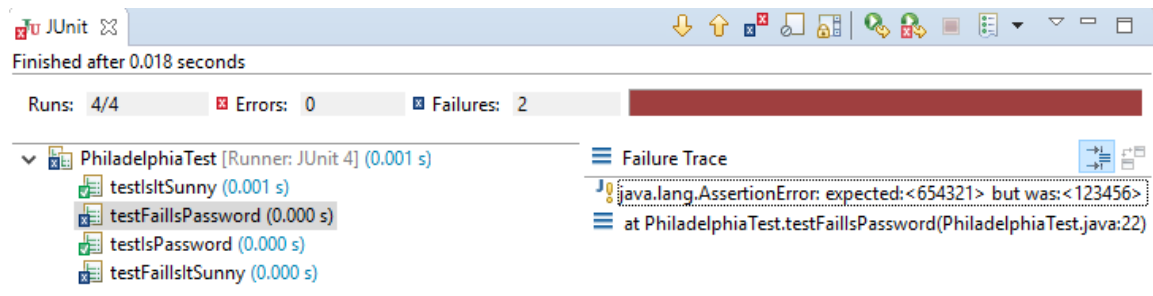 JUnit
Finished after 0.018 seconds
Runs: 4/4 Errors: 0 Failures: 2
PhiladelphiaTest [Runner: JUnit 4] (0.001 s)
testIsItSunny (0.001 s)
testFailIsPassword (0.000 s)
testIsPassword (0.000 s)
testFailIsItSunny (0.000 s)
Failure Trace
java.lang.AssertionError: expected:<654321> but was:<123456>
at PhiladelphiaTest.testFailIsPassword(PhiladelphiaTest.java:22)